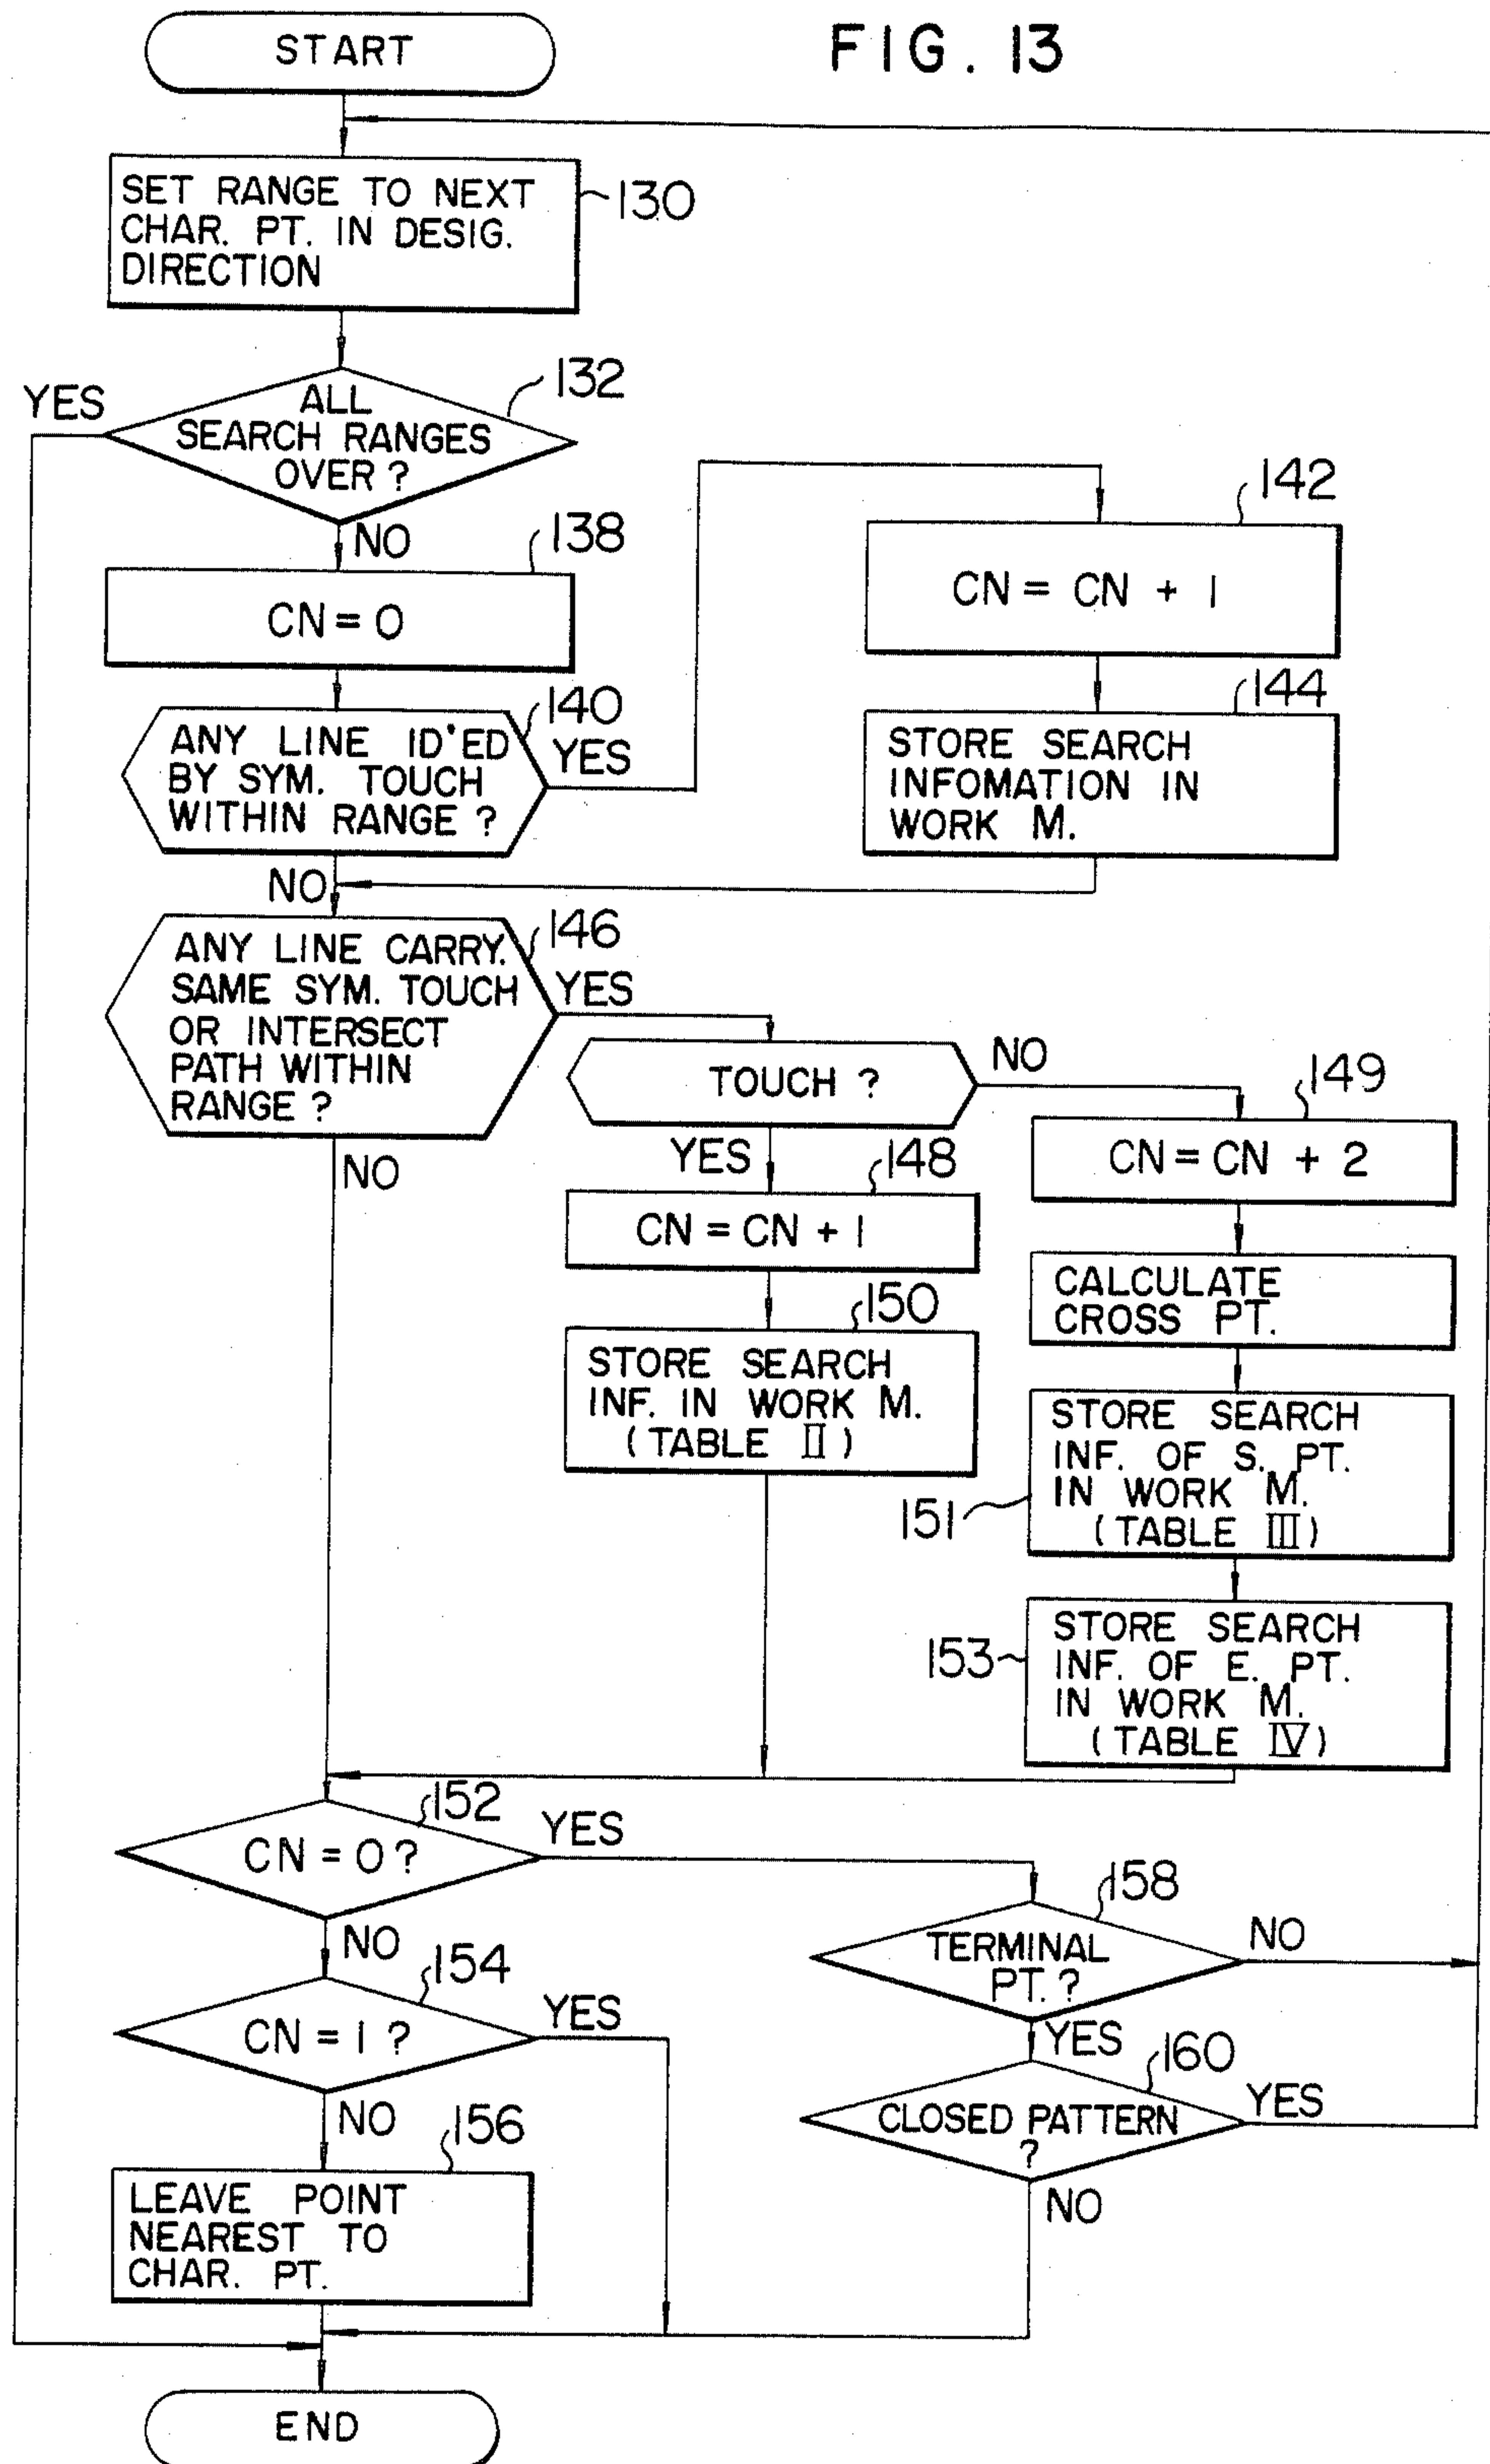 FIG. 13
START
SET RANGE TO NEXT
CHAR. PT. IN DESIG.
DIRECTION
130
ALL
SEARCH RANGES
OVER ?
132
YES
NO
138
CN = 0
142
CN = CN + 1
140
ANY LINE ID'ED
BY SYM. TOUCH
WITHIN RANGE ?
YES
NO
144
STORE SEARCH
INFOMATION IN
WORK M.
146
ANY LINE CARRY.
SAME SYM. TOUCH
OR INTERSECT
PATH WITHIN
RANGE ?
YES
NO
TOUCH ?
NO
YES
149
CN = CN + 2
148
CN = CN + 1
CALCULATE
CROSS PT.
150
STORE SEARCH
INF. IN WORK M.
( TABLE II )
STORE SEARCH
INF. OF S. PT.
IN WORK M.
( TABLE III )
151
STORE SEARCH
INF. OF E. PT.
IN WORK M.
( TABLE IV )
153
152
CN = 0 ?
YES
NO
158
TERMINAL
PT. ?
NO
YES
154
CN = 1 ?
YES
NO
160
CLOSED PATTERN
?
YES
NO
156
LEAVE POINT
NEAREST TO
CHAR. PT.
END